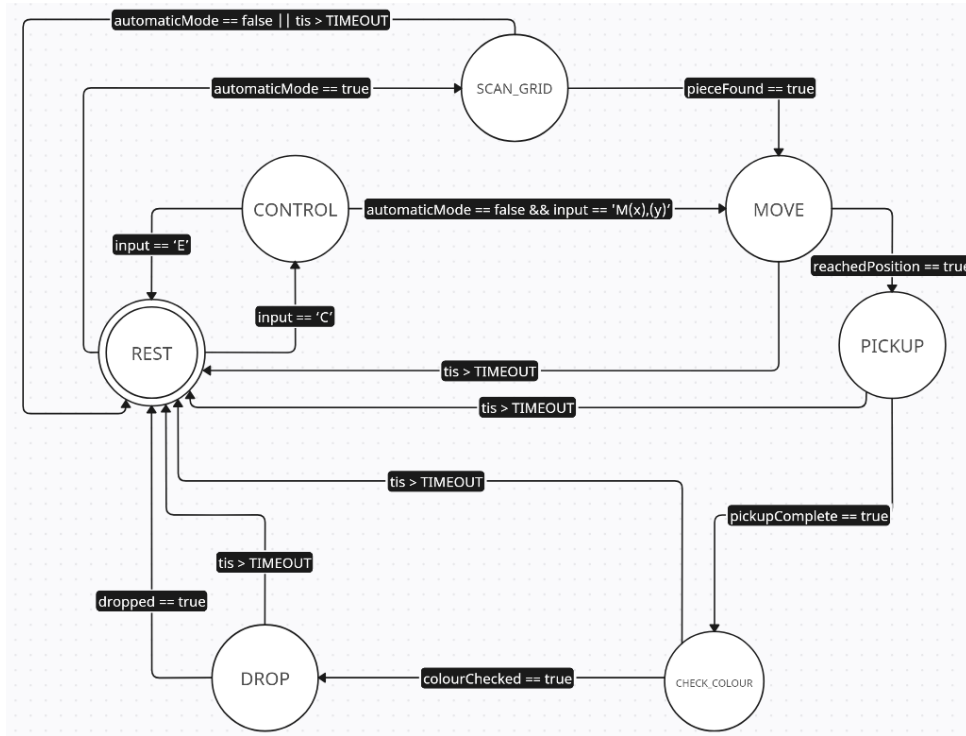 automaticMode == false || tis > TIMEOUT
automaticMode == true
SCAN_GRID
pieceFound == true
CONTROL
automaticMode == false && input == 'M(x),(y)’
MOVE
input == ‘E’
reachedPosition == true
input == ‘C’
REST
PICKUP
tis > TIMEOUT
tis > TIMEOUT
tis > TIMEOUT
pickupComplete == true
tis > TIMEOUT
dropped == true
DROP
colourChecked == true
CHECK_COLOUR